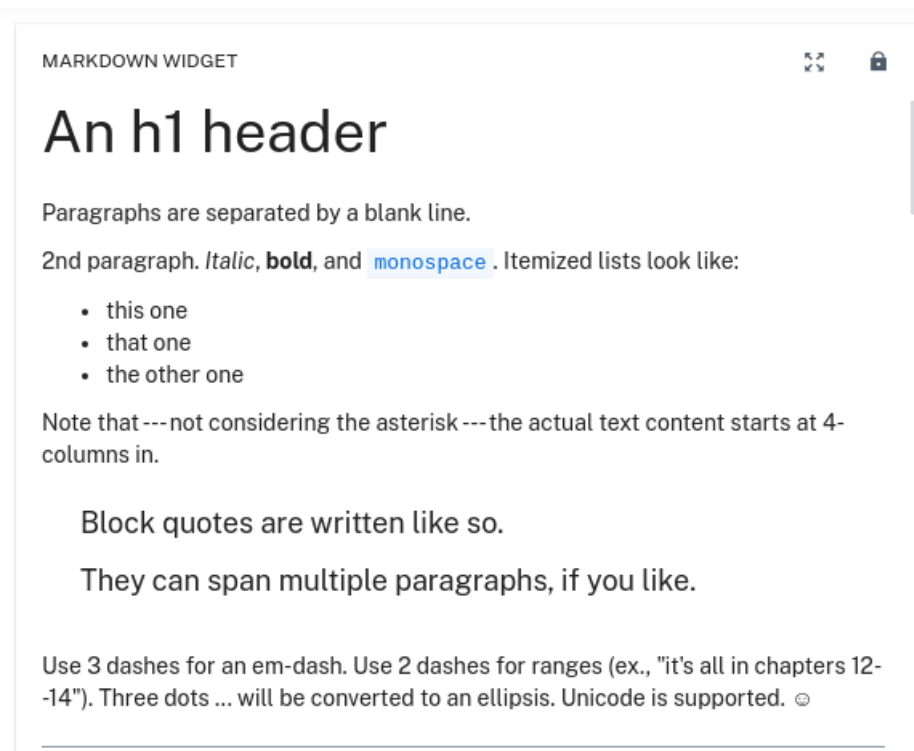 MARKDOWN WIDGET
An h1 header
Paragraphs are separated by a blank line.
2nd paragraph. Italic, bold, and monospace . Itemized lists look like:
• this one
• that one
• the other one
Note that --- not considering the asterisk --- the actual text content starts at 4-
columns in.
Block quotes are written like so.
They can span multiple paragraphs, if you like.
Use 3 dashes for an em-dash. Use 2 dashes for ranges (ex., "it's all in chapters 12-
-14"). Three dots ... will be converted to an ellipsis. Unicode is supported. ☺